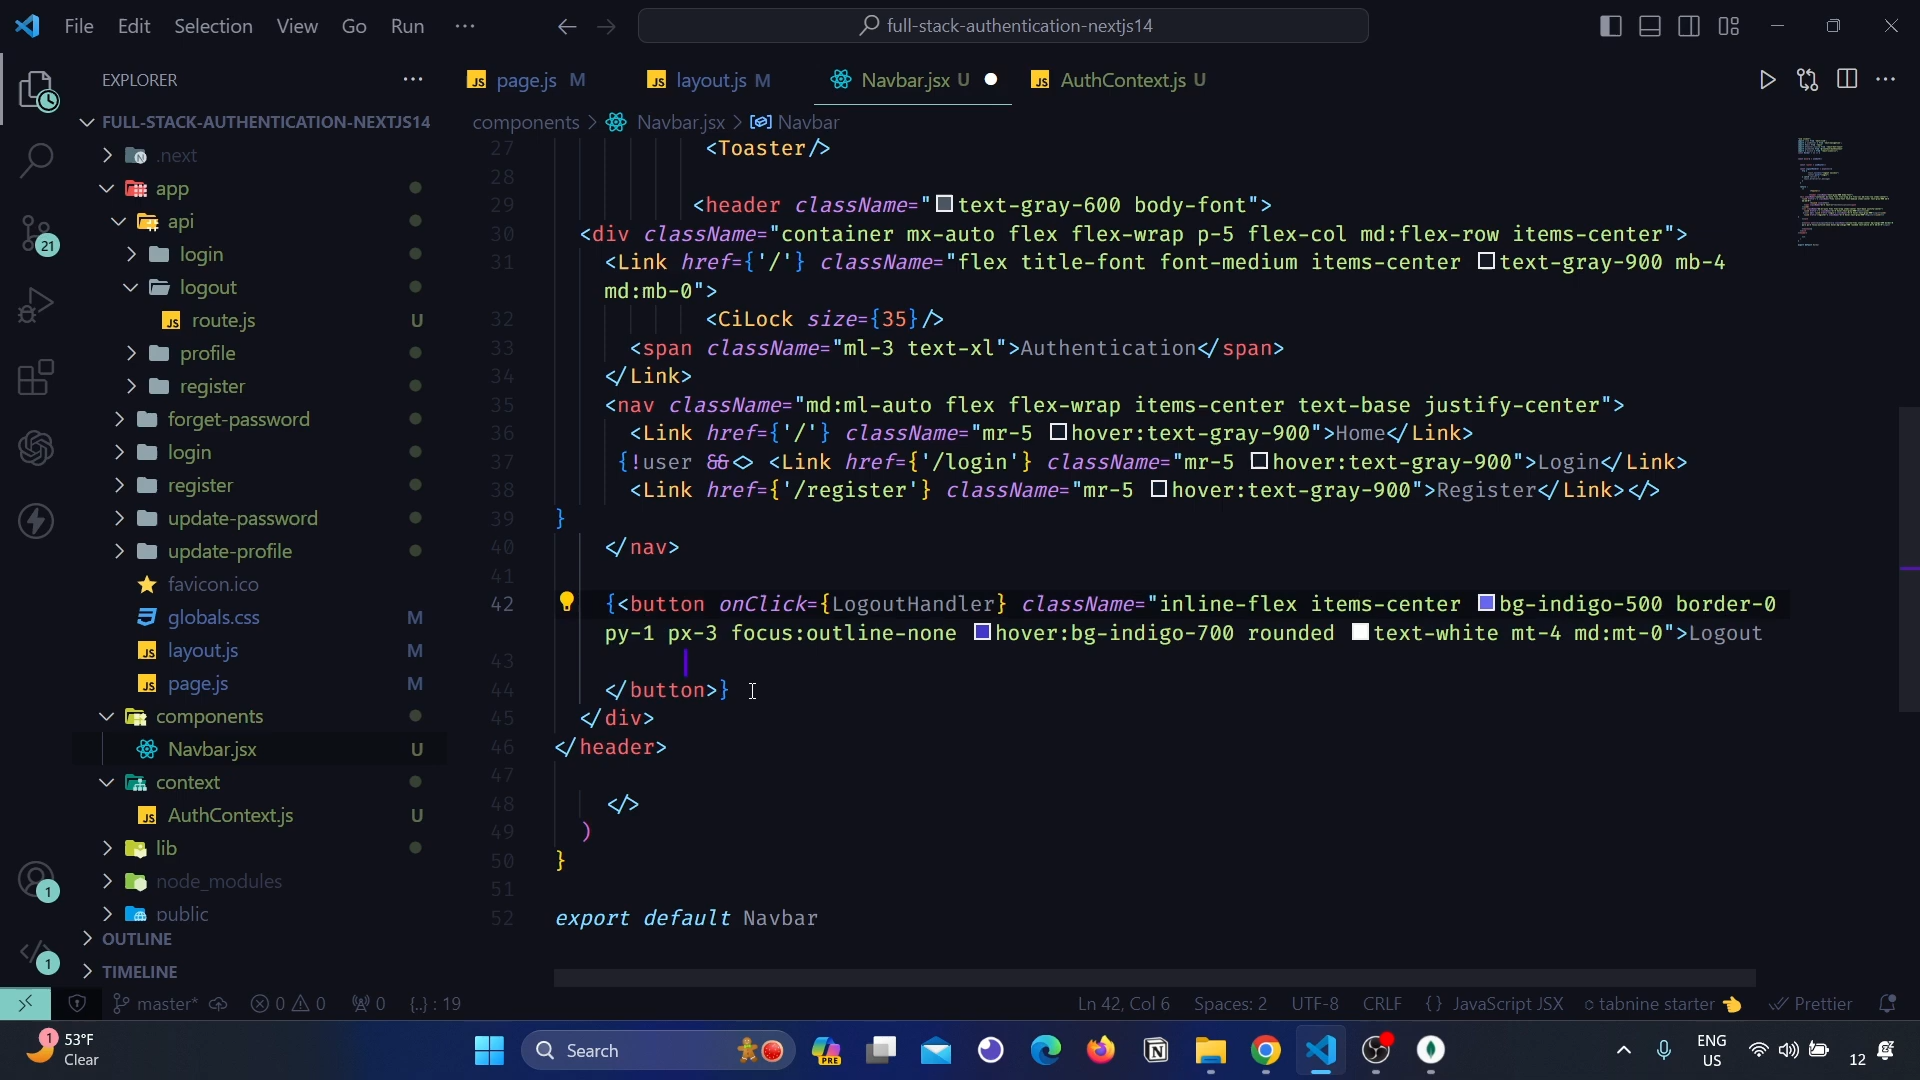 File Edit Selection View Go Run ···
full-stack-authentication-nextjs14
EXPLORER ···
page.js M
layout.js M
Navbar.jsx U
AuthContext.js U
components > Navbar.jsx > Navbar
FULL-STACK-AUTHENTICATION-NEXTJS14
.next
app
api
login
logout
route.js U
profile
register
forget-password
login
register
update-password
update-profile
favicon.ico
globals.css M
layout.js M
page.js M
components
Navbar.jsx U
context
AuthContext.js U
lib
node_modules
public
OUTLINE
TIMELINE
21
1
1
27 <Toaster/>
28
29 <header className="text-gray-600 body-font">
30 <div className="container mx-auto flex flex-wrap p-5 flex-col md:flex-row items-center">
31 <Link href={'/'} className="flex title-font font-medium items-center text-gray-900 mb-4
md:mb-0">
32 <CiLock size={35}/>
33 <span className="ml-3 text-xl">Authentication</span>
34 </Link>
35 <nav className="md:ml-auto flex flex-wrap items-center text-base justify-center">
36 <Link href={'/'} className="mr-5 hover:text-gray-900">Home</Link>
37 {!user &&<> <Link href={'/login'} className="mr-5 hover:text-gray-900">Login</Link>
38 <Link href={'/register'} className="mr-5 hover:text-gray-900">Register</Link></>
39 }
40 </nav>
41
42 {<button onClick={LogoutHandler} className="inline-flex items-center bg-indigo-500 border-0
py-1 px-3 focus:outline-none hover:bg-indigo-700 rounded text-white mt-4 md:mt-0">Logout
43
44 </button>}
45 </div>
46 </header>
47
48 </>
49 )
50 }
51
52 export default Navbar
master* 0 0 0 {..} : 19
Ln 42, Col 6 Spaces: 2 UTF-8 CRLF {} JavaScript JSX tabnine starter Prettier
1 53°F
Clear
Search
PRE
ENG
US
12